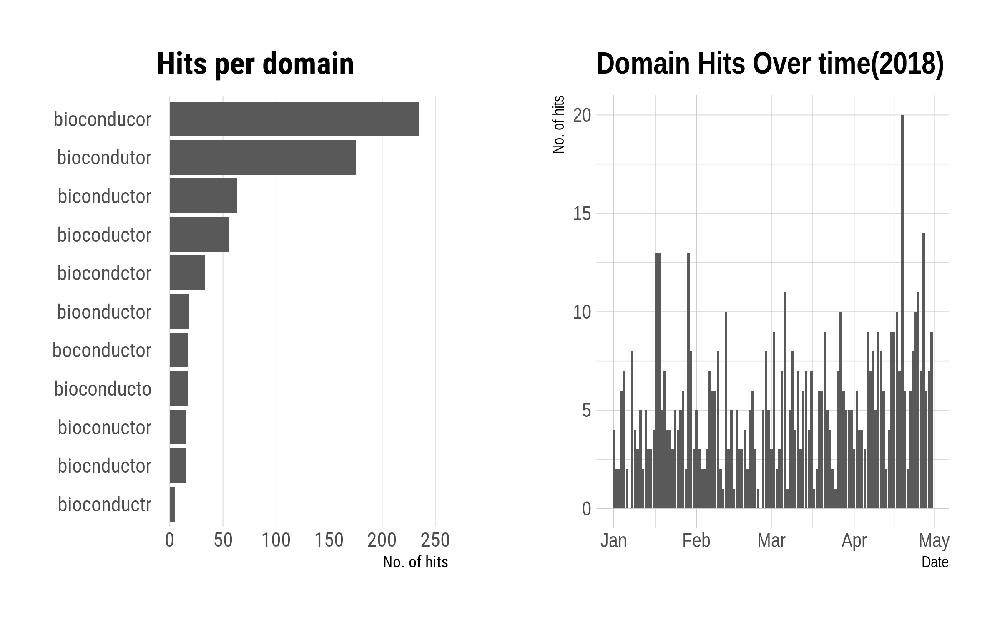 Hits per domain
bioconducor
biocondutor
biconductor
biocoductor
biocondctor
bioonductor
boconductor
bioconducto
bioconuctor
biocnductor
bioconductr
0 50 100 150 200 250
No. of hits
Domain Hits Over time(2018)
No. of hits
20
15
10
5
0
Jan Feb Mar Apr May
Date